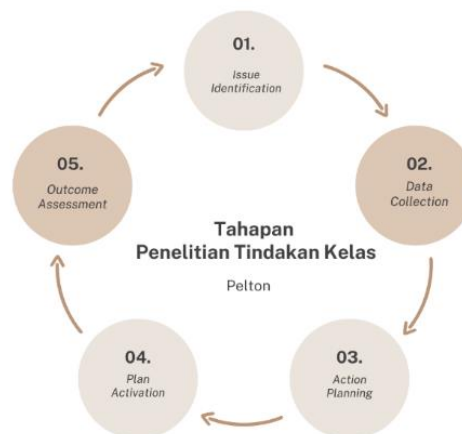 01.
Issue
Identification
02.
Data
Collection
03.
Action
Planning
04.
Plan
Activation
05.
Outcome
Assessment
Tahapan
Penelitian Tindakan Kelas
Pelton